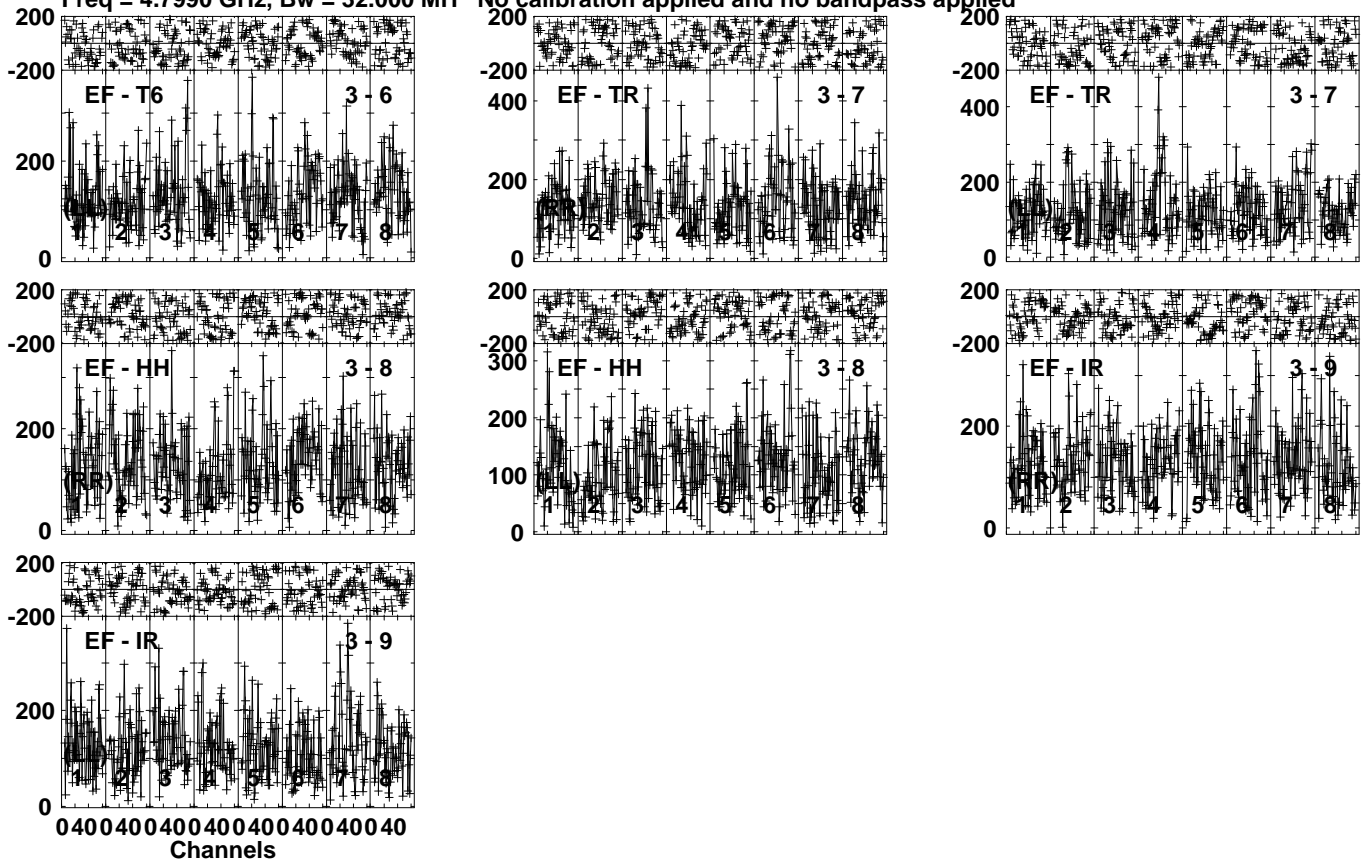 Freq = 4.7990 GHz, Bw = 32.000 MH No calibration applied and no bandpass applied
200 200 200
-200 -200 -200
EF - T6 3 - 6 EF - TR 3 - 7 EF - TR 3 - 7
400 400
200 200 200
(LL) (RR) (LL)
1 2 3 4 5 6 7 8 1 2 3 4 5 6 7 8 1 2 3 4 5 6 7 8
0 0 0
200 200 200
-200 -200 -200
EF - HH 3 - 8 EF - HH 3 - 8 EF - IR 3 - 9
300
200 200 200
100
(RR) (LL) (RR)
1 2 3 4 5 6 7 8 1 2 3 4 5 6 7 8 1 2 3 4 5 6 7 8
0 0 0
200
-200
EF - IR 3 - 9
200
(LL)
1 2 3 4 5 6 7 8
0
0 40 0 40 0 40 0 40 0 40 0 40 0 40 0 40
Channels